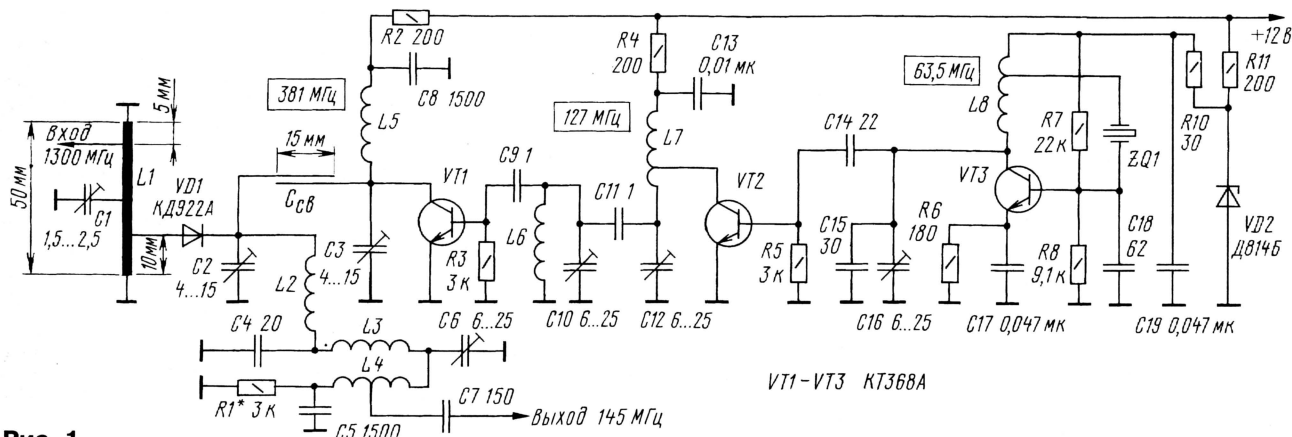 R2 200
R4
200
C13
0,01 мк
63,5 МГц
+12 В
R11
200
5 мм
381 МГц
C8 1500
L5
127 МГц
L7
L8
R7
22 к
ZQ1
R10
30
Вход
1300 МГц
50 мм
L1
15 мм
C14 22
VT3
VD1
КД922А
Cсв
VT1
C9 1
C11 1
VT2
C1
1,5...2,5
10 мм
C2
4...15
L2
C3
4...15
R3
3 к
L6
R5
3 к
C15
30
R6
180
R8
9,1 к
C18
62
VD2
Д814Б
C4 20
L3
C6 6...25
C10 6...25
C12 6...25
C16 6...25
C17 0,047 мк
C19 0,047 мк
L4
R1* 3 к
C5 1500
C7 150
Выход 145 МГц
VT1-VT3 КТ368А
Рис. 1